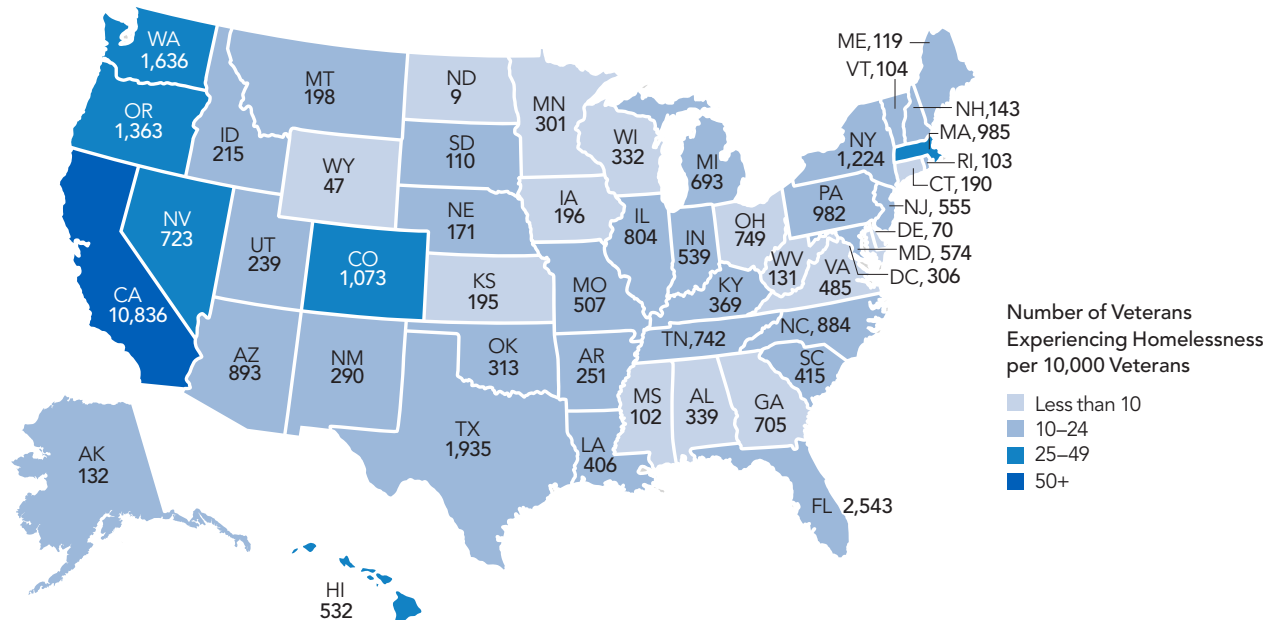 WA
1,636
OR
1,363
CA
10,836
NV
723
ID
215
MT
198
WY
47
UT
239
CO
1,073
AZ
893
NM
290
ND
9
SD
110
NE
171
KS
195
OK
313
TX
1,935
MN
301
IA
196
MO
507
AR
251
LA
406
WI
332
IL
804
MI
693
IN
539
OH
749
KY
369
TN, 742
MS
102
AL
339
GA
705
FL 2,543
SC
415
NC, 884
VA
485
WV
131
PA
982
NY
1,224
ME, 119
VT, 104
NH, 143
MA, 985
RI, 103
CT, 190
NJ, 555
DE, 70
MD, 574
DC, 306
AK
132
HI
532
Number of Veterans
Experiencing Homelessness
per 10,000 Veterans
Less than 10
10–24
25–49
50+